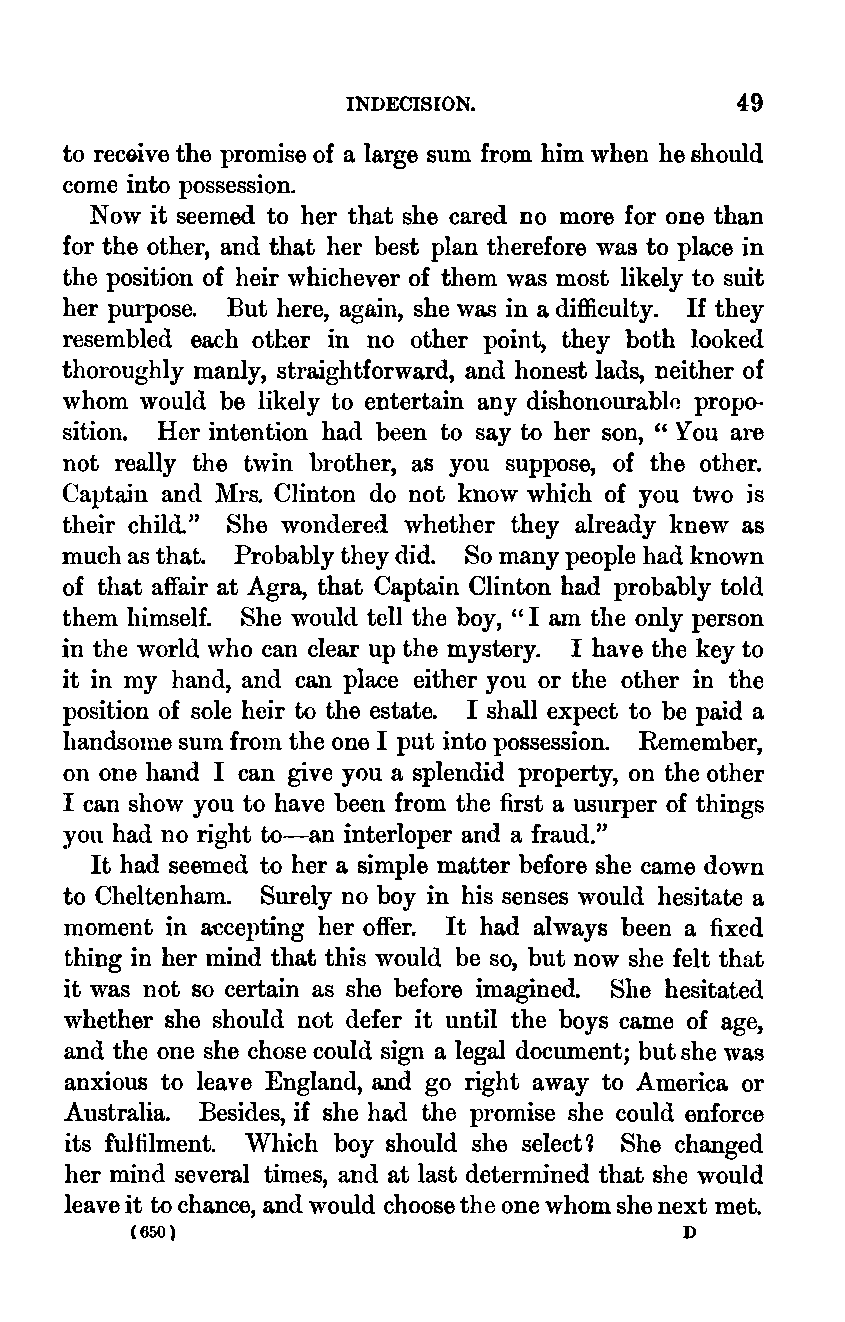 INDECISION. 49
to receive the promise of a large sum from him when he should
come into possession.
Now it seemed to her that she cared no more for one than
for the other, and that her best plan therefore was to place in
the position of heir whichever of them was most likely to suit
her purpose. But here, again, she was in a difficulty. If they
resembled each other in no other point, they both looked
thoroughly manly, straightforward, and honest lads, neither of
whom would be likely to entertain any dishonourable propo-
sition. Her intention had been to say to her son, “ You are
not really the twin brother, as you suppose, of the other.
Captain and Mrs. Clinton do not know which of you two is
their child.” She wondered whether they already knew as
much as that. Probably they did. So many people had known
of that affair at Agra, that Captain Clinton had probably told
them himself. She would tell the boy, “ I am the only person
in the world who can clear up the mystery. I have the key to
it in my hand, and can place either you or the other in the
position of sole heir to the estate. I shall expect to be paid a
handsome sum from the one I put into possession. Remember,
on one hand I can give you a splendid property, on the other
I can show you to have been from the first a usurper of things
you had no right to—an interloper and a fraud.”
It had seemed to her a simple matter before she came down
to Cheltenham. Surely no boy in his senses would hesitate a
moment in accepting her offer. It had always been a fixed
thing in her mind that this would be so, but now she felt that
it was not so certain as she before imagined. She hesitated
whether she should not defer it until the boys came of age,
and the one she chose could sign a legal document; but she was
anxious to leave England, and go right away to America or
Australia. Besides, if she had the promise she could enforce
its fulfilment. Which boy should she select? She changed
her mind several times, and at last determined that she would
leave it to chance, and would choose the one whom she next met.
(650) D